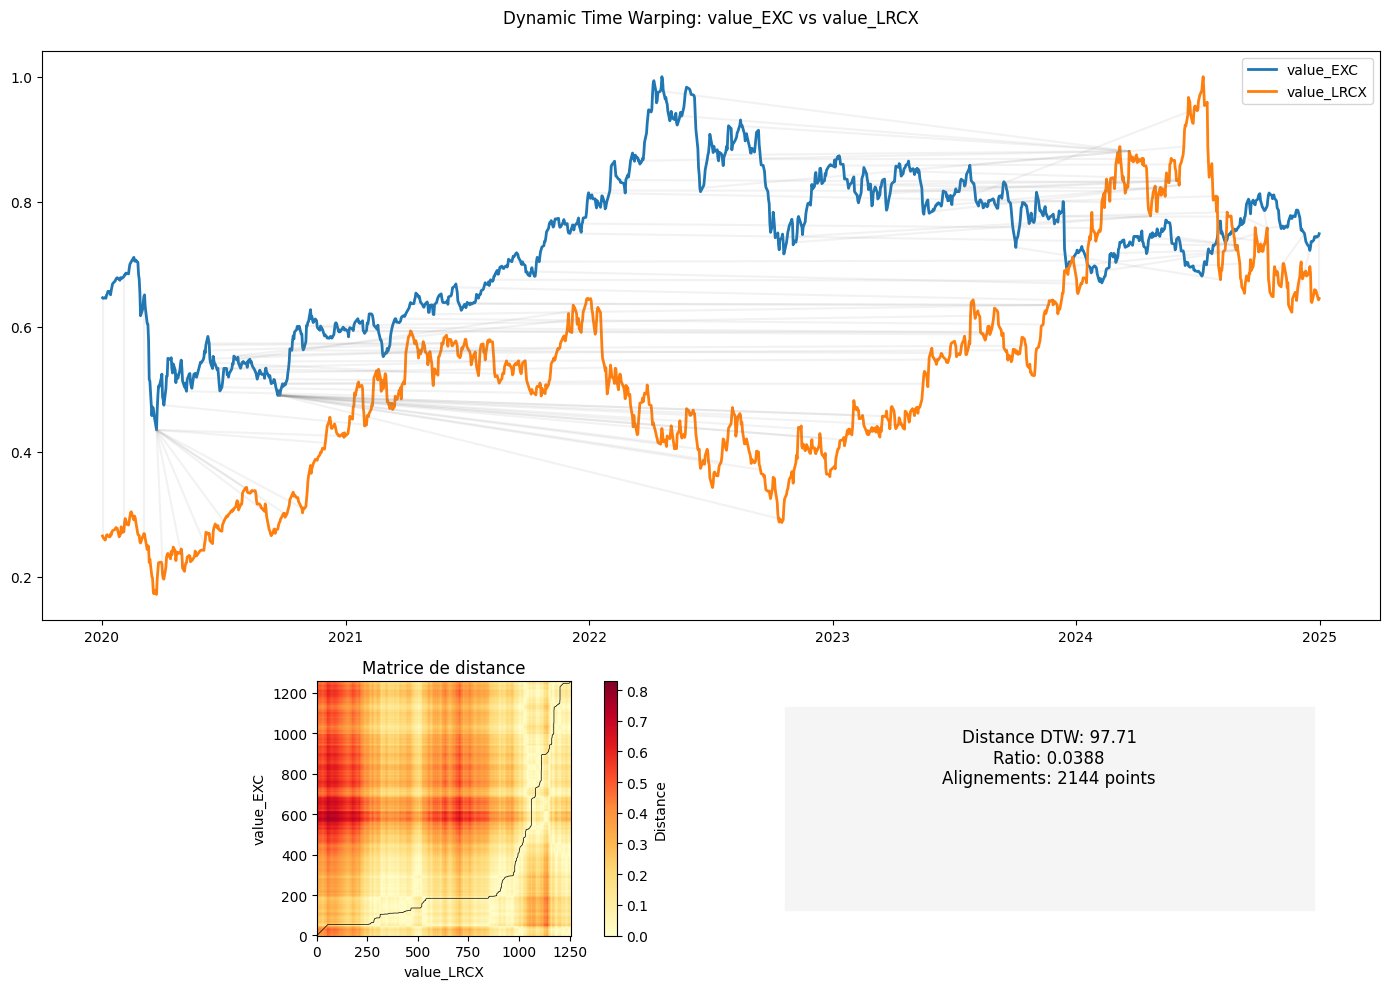 Dynamic Time Warping: value_EXC vs value_LRCX
value_EXC
value_LRCX
1.0
0.8
0.6
0.4
0.2
2020 2021 2022 2023 2024 2025
Matrice de distance
value_EXC
1200
1000
800
600
400
200
0
0 250 500 750 1000 1250
value_LRCX
0.8
0.7
0.6
0.5
0.4
0.3
0.2
0.1
0.0
Distance
Distance DTW: 97.71
Ratio: 0.0388
Alignements: 2144 points